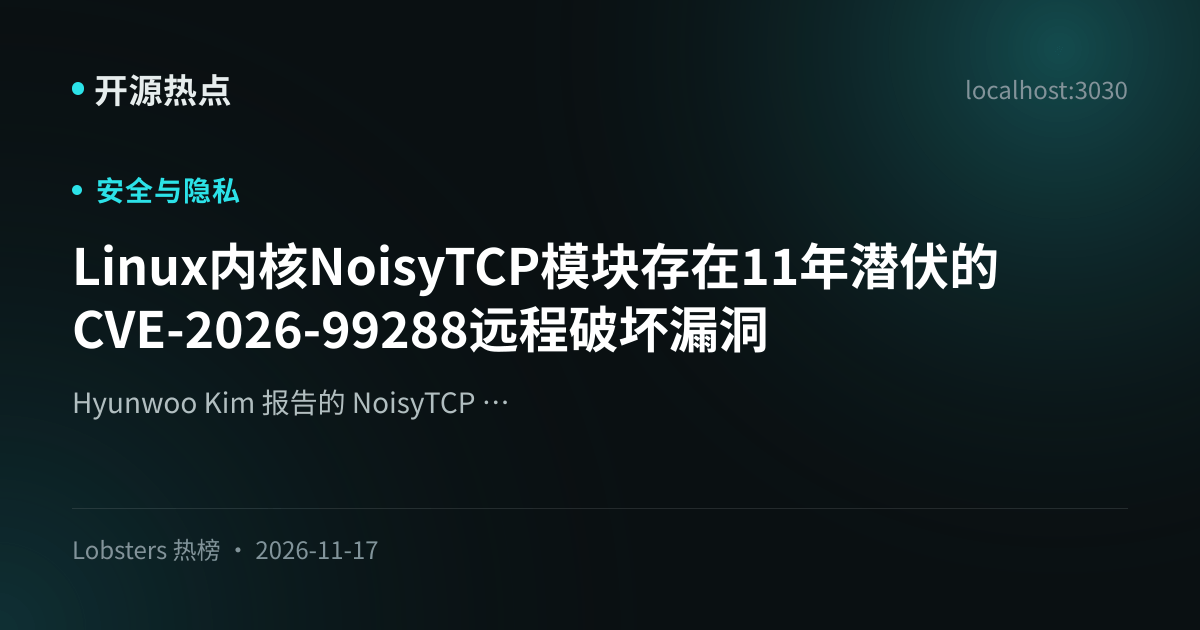 开源热点
localhost:3030
安全与隐私
Linux内核NoisyTCP模块存在11年潜伏的
CVE-2026-99288远程破坏漏洞
Hyunwoo Kim 报告的 NoisyTCP …
Lobsters 热榜 · 2026-11-17